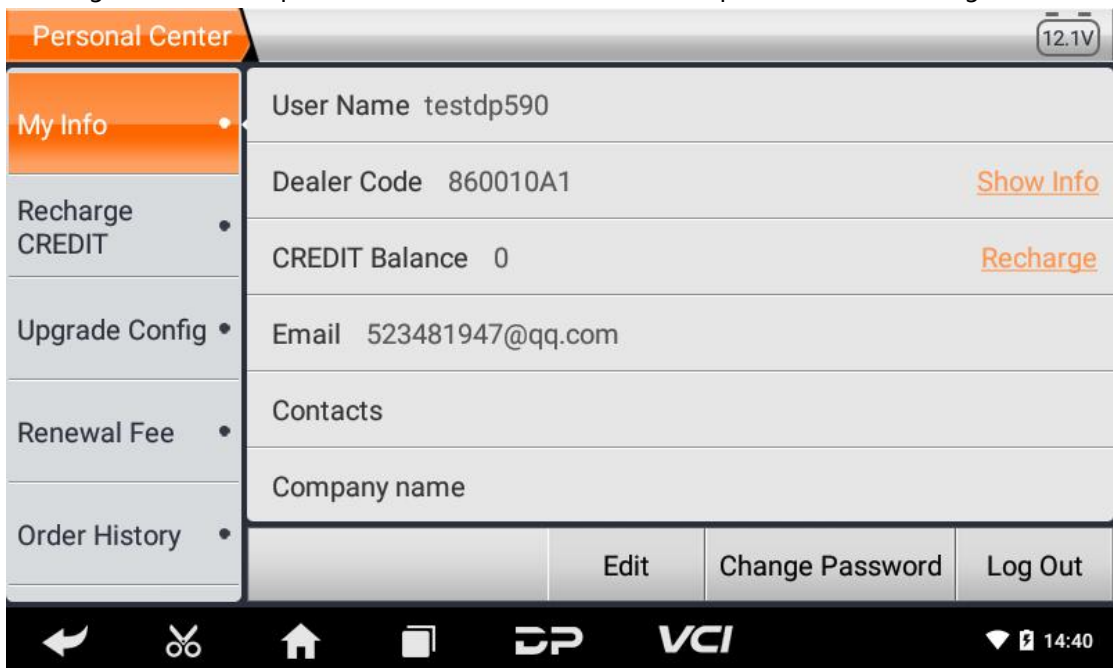 Personal Center
12.1V
My Info
User Name testdp590
Dealer Code 860010A1 Show Info
Recharge
CREDIT
CREDIT Balance 0 Recharge
Upgrade Config
Email 523481947@qq.com
Contacts
Renewal Fee
Company name
Order History
Edit Change Password Log Out
DP VCI 14:40